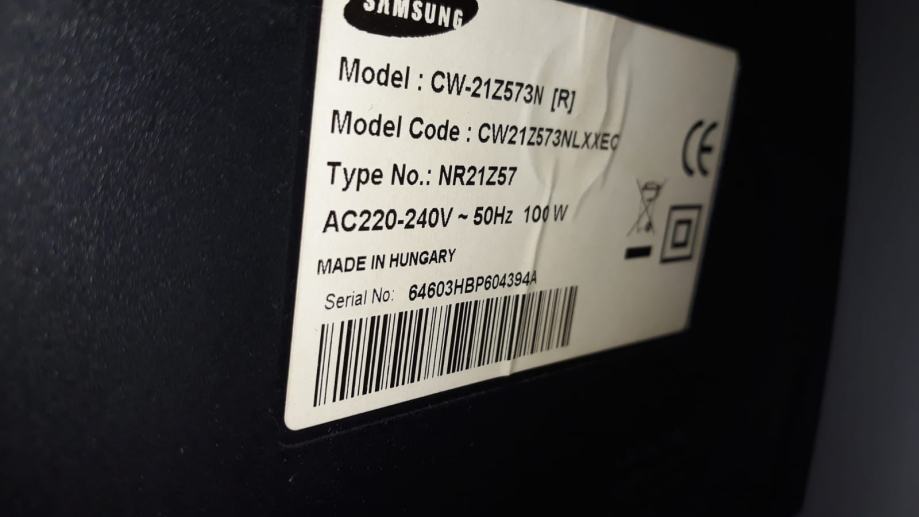 SAMSUNG
Model : CW-21Z573N [R]
Model Code : CW21Z573NLXXEC
Type No.: NR21Z57
AC220-240V ~ 50Hz 100 W
MADE IN HUNGARY
Serial No: 64603HBP604394A
CE